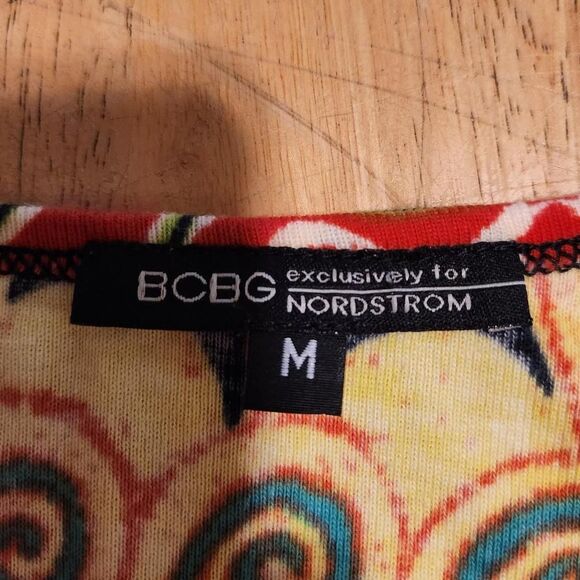 BCBG exclusively for
NORDSTROM
M